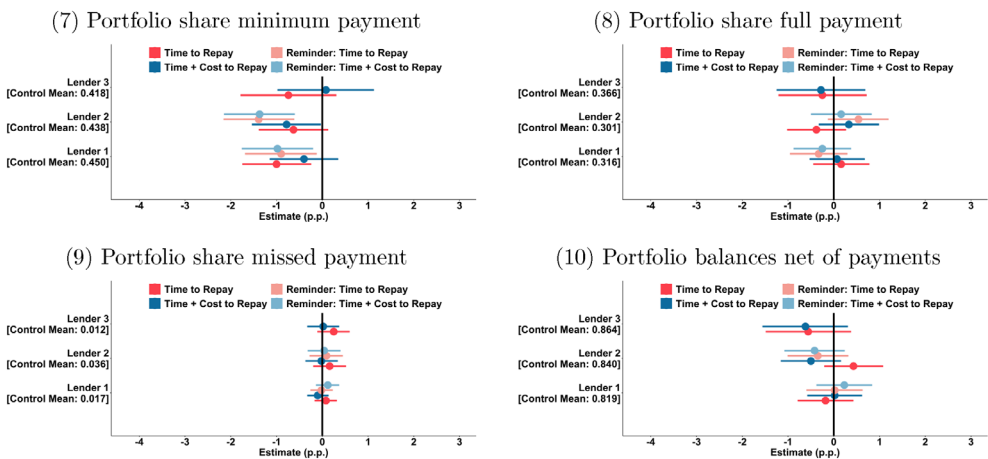 (7) Portfolio share minimum payment
Time to Repay
Reminder: Time to Repay
Time + Cost to Repay
Reminder: Time + Cost to Repay
Lender 3
[Control Mean: 0.418]
Lender 2
[Control Mean: 0.438]
Lender 1
[Control Mean: 0.450]
-4 -3 -2 -1 0 1 2 3
Estimate (p.p.)
(8) Portfolio share full payment
Time to Repay
Reminder: Time to Repay
Time + Cost to Repay
Reminder: Time + Cost to Repay
Lender 3
[Control Mean: 0.366]
Lender 2
[Control Mean: 0.301]
Lender 1
[Control Mean: 0.316]
-4 -3 -2 -1 0 1 2 3
Estimate (p.p.)
(9) Portfolio share missed payment
Time to Repay
Reminder: Time to Repay
Time + Cost to Repay
Reminder: Time + Cost to Repay
Lender 3
[Control Mean: 0.012]
Lender 2
[Control Mean: 0.036]
Lender 1
[Control Mean: 0.017]
-4 -3 -2 -1 0 1 2 3
Estimate (p.p.)
(10) Portfolio balances net of payments
Time to Repay
Reminder: Time to Repay
Time + Cost to Repay
Reminder: Time + Cost to Repay
Lender 3
[Control Mean: 0.864]
Lender 2
[Control Mean: 0.840]
Lender 1
[Control Mean: 0.819]
-4 -3 -2 -1 0 1 2 3
Estimate (p.p.)